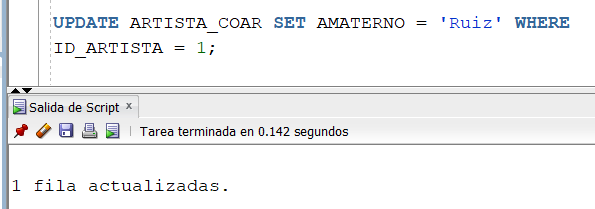 UPDATE ARTISTA_COAR SET AMATERNO = 'Ruiz' WHERE
ID_ARTISTA = 1;
Salida de Script x
Tarea terminada en 0.142 segundos
1 fila actualizadas.